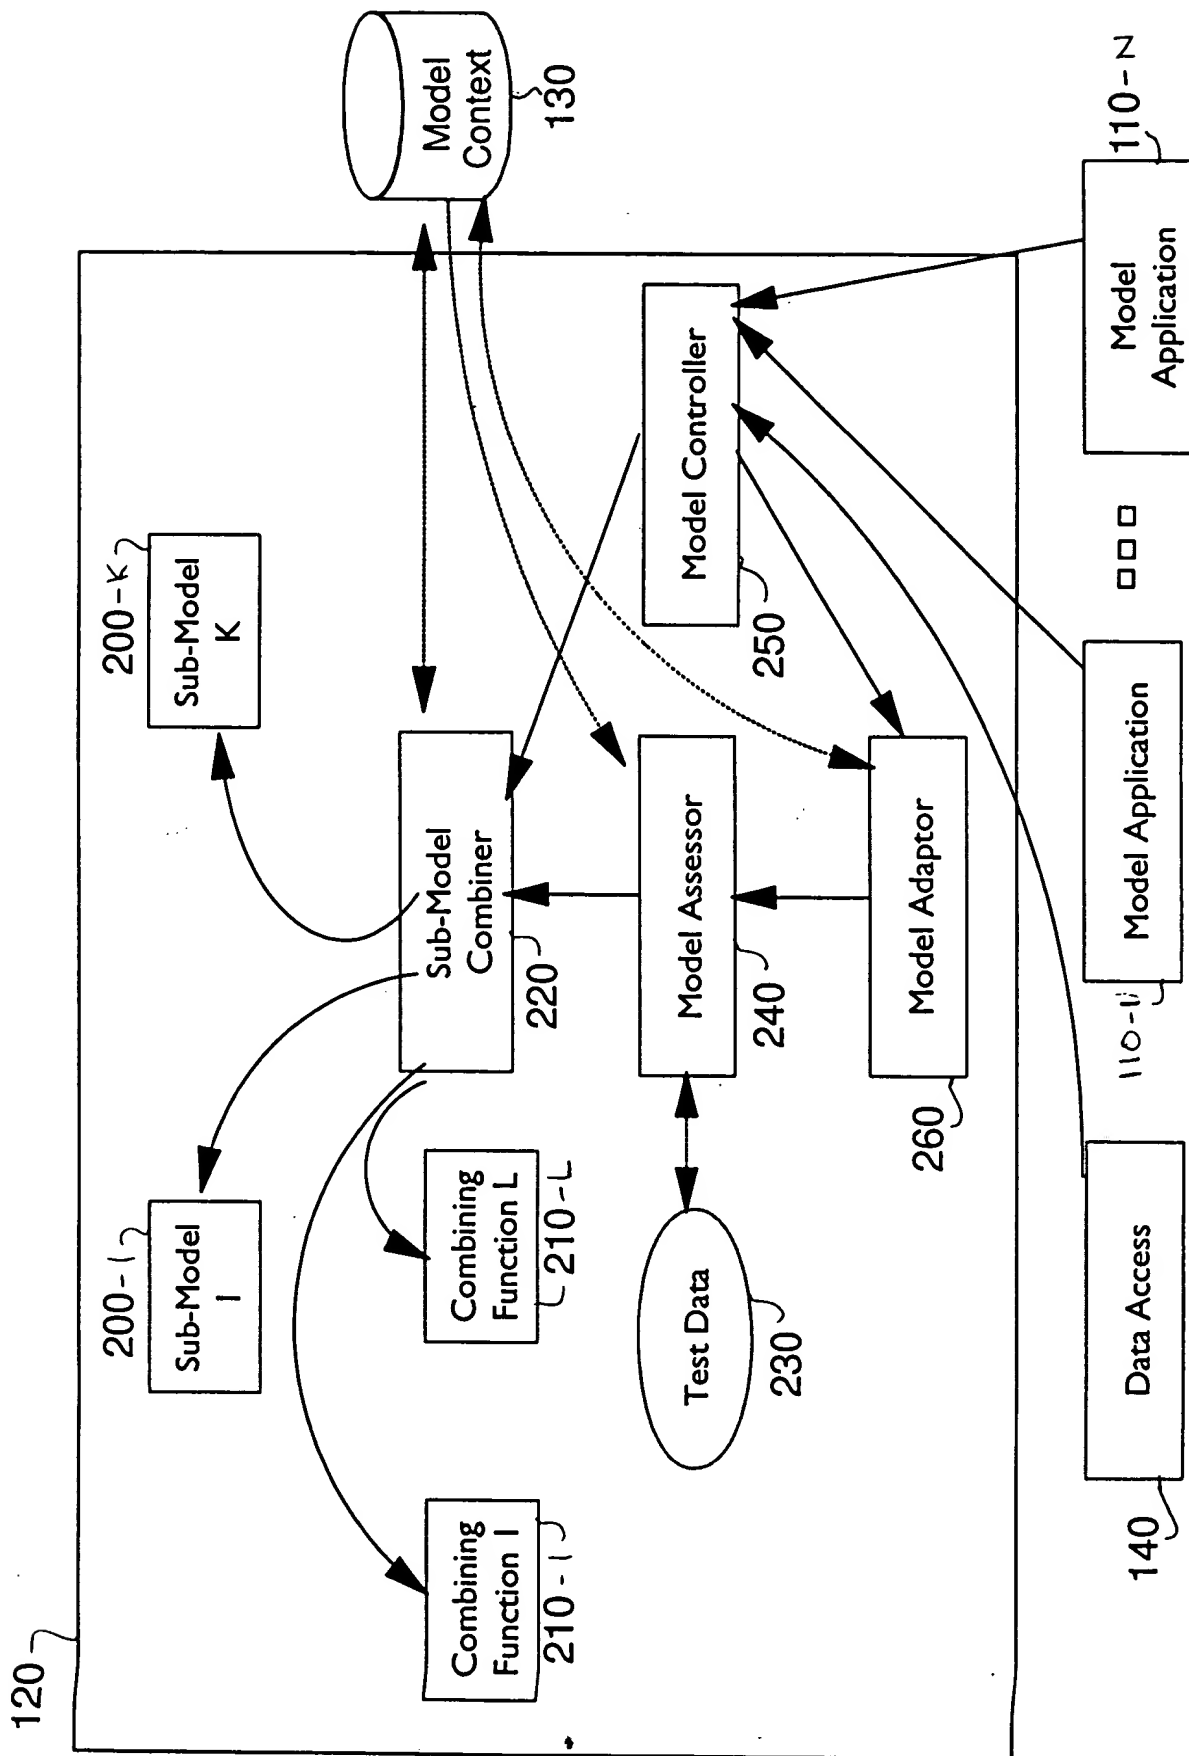 120
200-1
Sub-Model
1
200-K
Sub-Model
K
Combining
Function 1
210-1
Combining
Function L
210-L
Sub-Model
Combiner
220
Model
Context
130
Test Data
230
Model Assessor
240
Model Controller
250
Model Adaptor
260
Data Access
140
Model Application
110-1
Model
Application
110-N